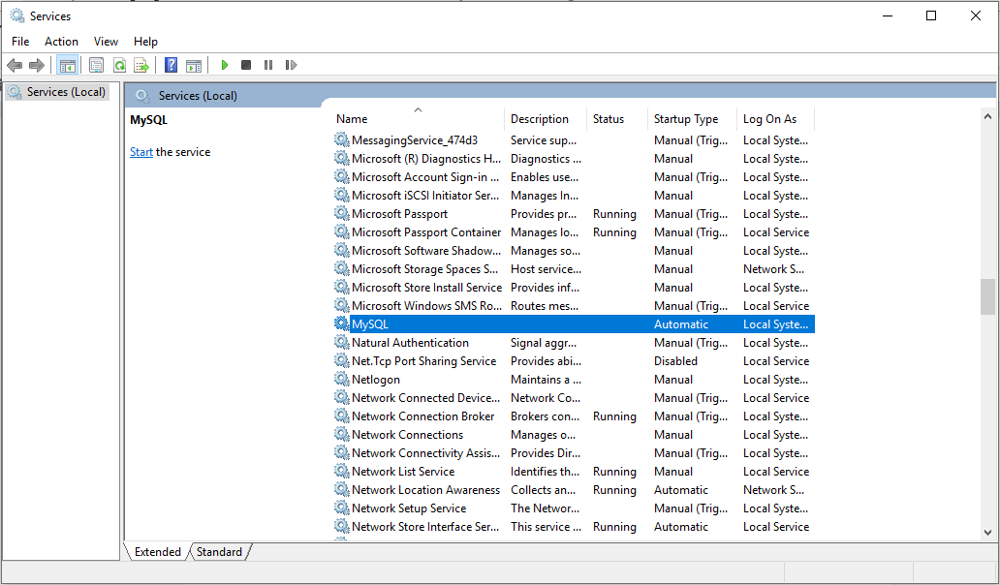 Services
File Action View Help
Services (Local)
Services (Local)
MySQL
Start the service
Name Description Status Startup Type Log On As
MessagingService_474d3 Service sup... Manual (Trig... Local Syste...
Microsoft (R) Diagnostics H... Diagnostics ... Manual Local Syste...
Microsoft Account Sign-in ... Enables use... Manual (Trig... Local Syste...
Microsoft iSCSI Initiator Ser... Manages In... Manual Local Syste...
Microsoft Passport Provides pr... Running Manual (Trig... Local Syste...
Microsoft Passport Container Manages lo... Running Manual (Trig... Local Service
Microsoft Software Shadow... Manages so... Manual Local Syste...
Microsoft Storage Spaces S... Host service... Manual Network S...
Microsoft Store Install Service Provides inf... Manual Local Syste...
Microsoft Windows SMS Ro... Routes mes... Manual (Trig... Local Service
MySQL Automatic Local Syste...
Natural Authentication Signal aggr... Manual (Trig... Local Syste...
Net.Tcp Port Sharing Service Provides abi... Disabled Local Service
Netlogon Maintains a ... Manual Local Syste...
Network Connected Device... Network Co... Manual (Trig... Local Service
Network Connection Broker Brokers con... Running Manual (Trig... Local Syste...
Network Connections Manages o... Manual Local Syste...
Network Connectivity Assis... Provides Dir... Manual (Trig... Local Syste...
Network List Service Identifies th... Running Manual Local Service
Network Location Awareness Collects an... Running Automatic Network S...
Network Setup Service The Networ... Manual (Trig... Local Syste...
Network Store Interface Ser... This service ... Running Automatic Local Service
Extended Standard